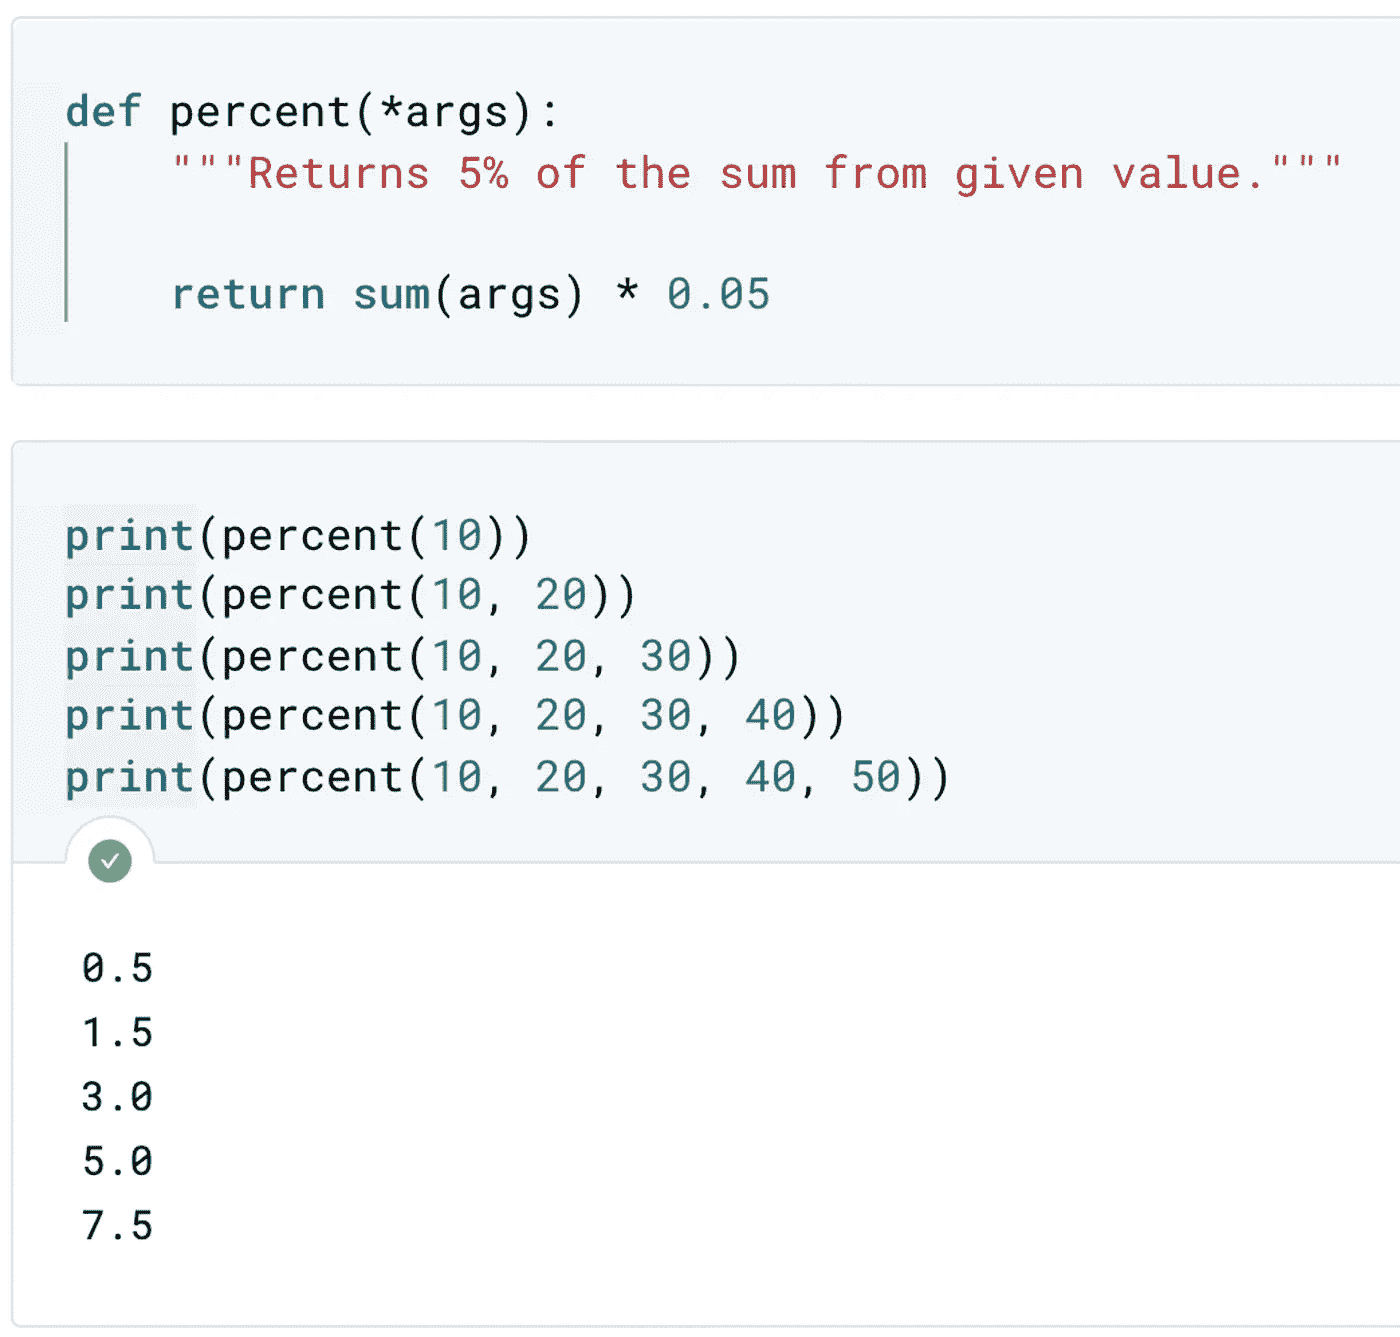 def percent(*args):
    """Returns 5% of the sum from given value."""
    return sum(args) * 0.05
print(percent(10))
print(percent(10, 20))
print(percent(10, 20, 30))
print(percent(10, 20, 30, 40))
print(percent(10, 20, 30, 40, 50))
0.5
1.5
3.0
5.0
7.5